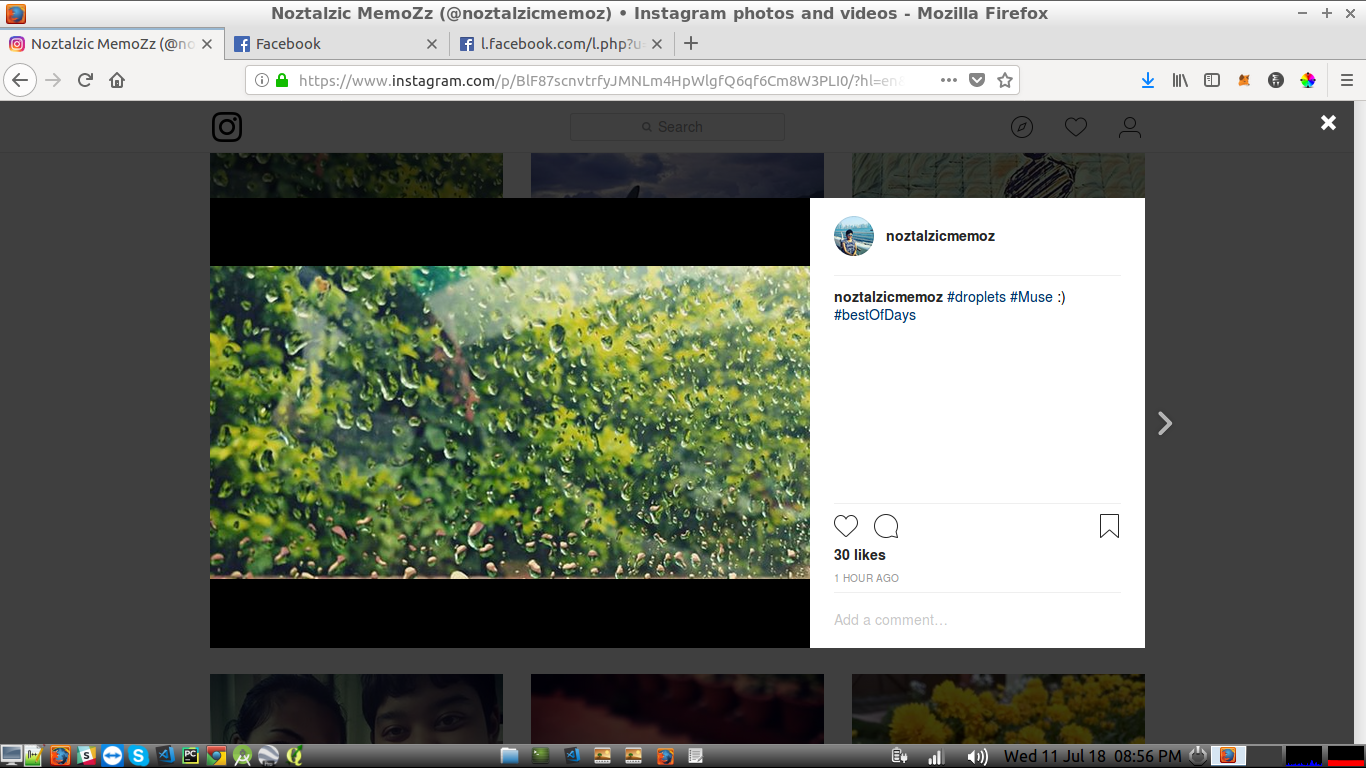 Noztalzic MemoZz (@noztalzicmemoz) • Instagram photos and videos - Mozilla Firefox
Noztalzic MemoZz (@no
Facebook
l.facebook.com/l.php?u=
https://www.instagram.com/p/BlF87scnvtrfyJMNLm4HpWlgfQ6qf6Cm8W3PLI0/?hl=en&
Search
noztalzicmemoz
noztalzicmemoz #droplets #Muse :)
#bestOfDays
30 likes
1 HOUR AGO
Add a comment…
Wed 11 Jul 18 08:56 PM